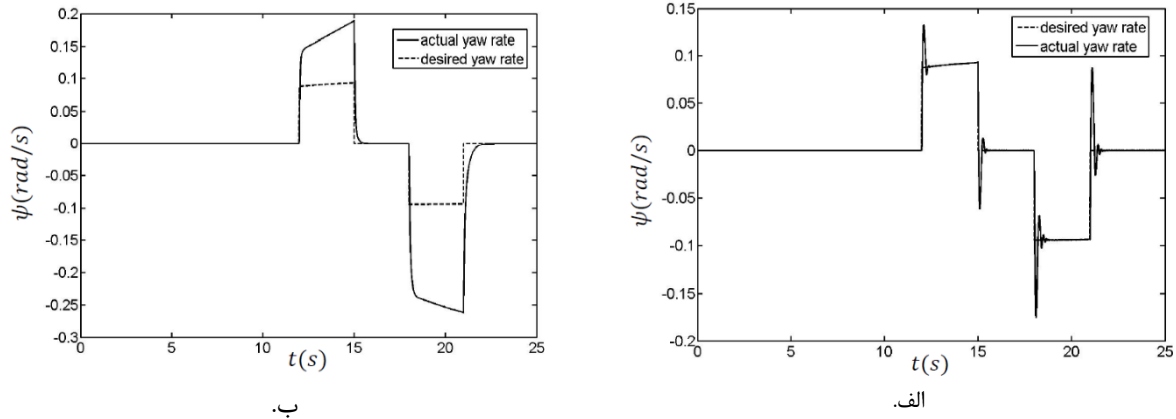 0.2
0.15
0.1
0.05
0
-0.05
-0.1
-0.15
-0.2
-0.25
-0.3
0 5 10 15 20 25
actual yaw rate
desired yaw rate
ψ(rad/s)
t(s)
ب.
0.15
0.1
0.05
0
-0.05
-0.1
-0.15
-0.2
0 5 10 15 20 25
desired yaw rate
actual yaw rate
ψ(rad/s)
t(s)
الف.